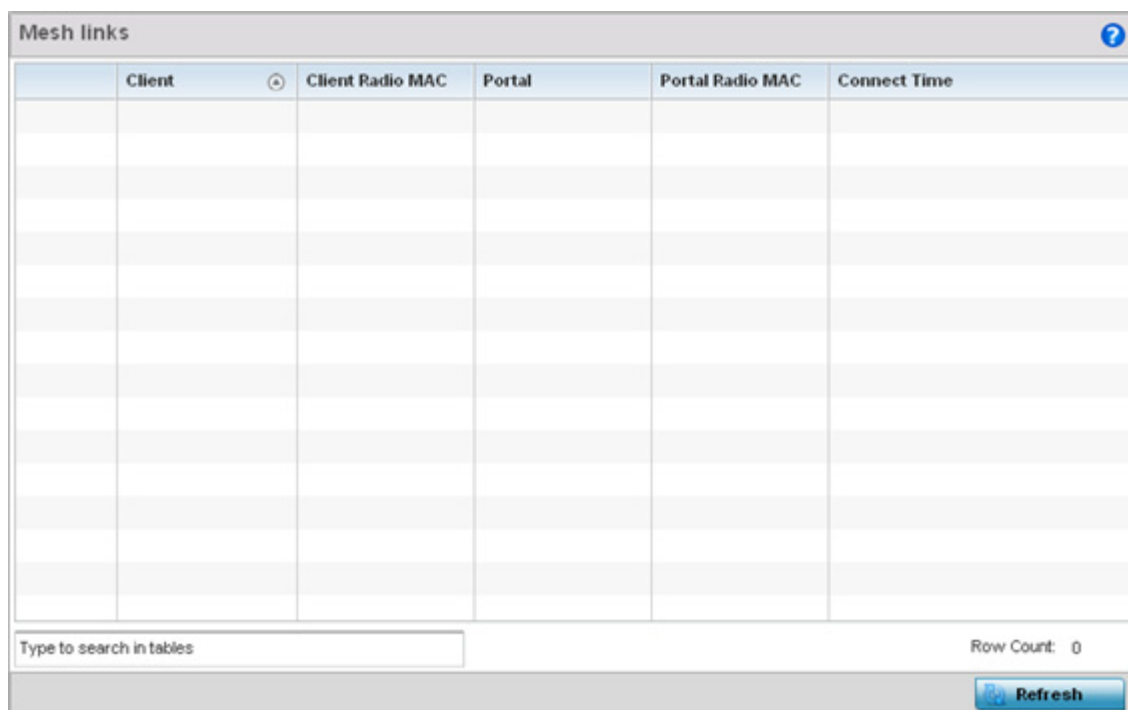 Mesh links
?
Client Client Radio MAC Portal Portal Radio MAC Connect Time
Type to search in tables
Row Count: 0
Refresh